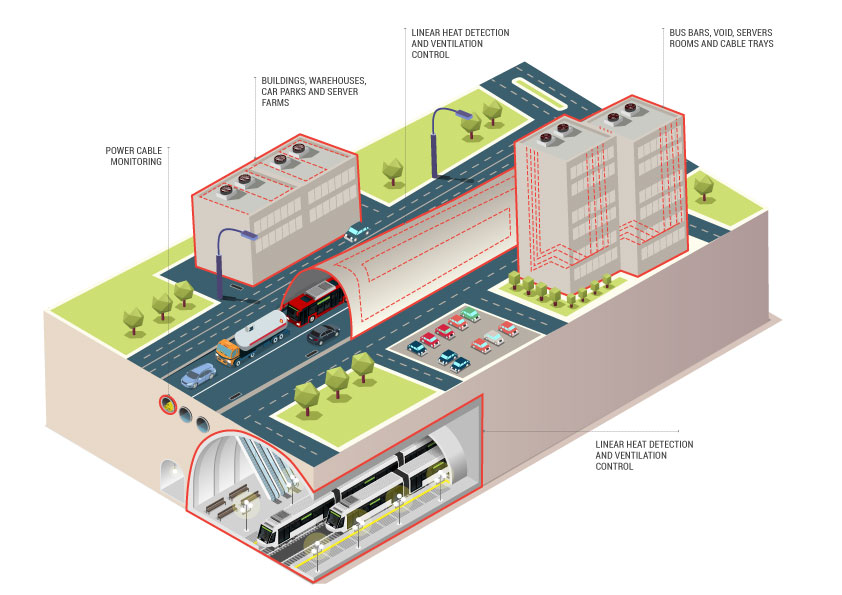 LINEAR HEAT DETECTION
AND VENTILATION
CONTROL
BUS BARS, VOID, SERVERS
ROOMS AND CABLE TRAYS
BUILDINGS, WAREHOUSES,
CAR PARKS AND SERVER
FARMS
POWER CABLE
MONITORING
LINEAR HEAT DETECTION
AND VENTILATION
CONTROL